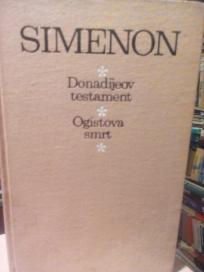 SIMENON
*
Donadijeov
testament
*
Ogistova
smrt
*